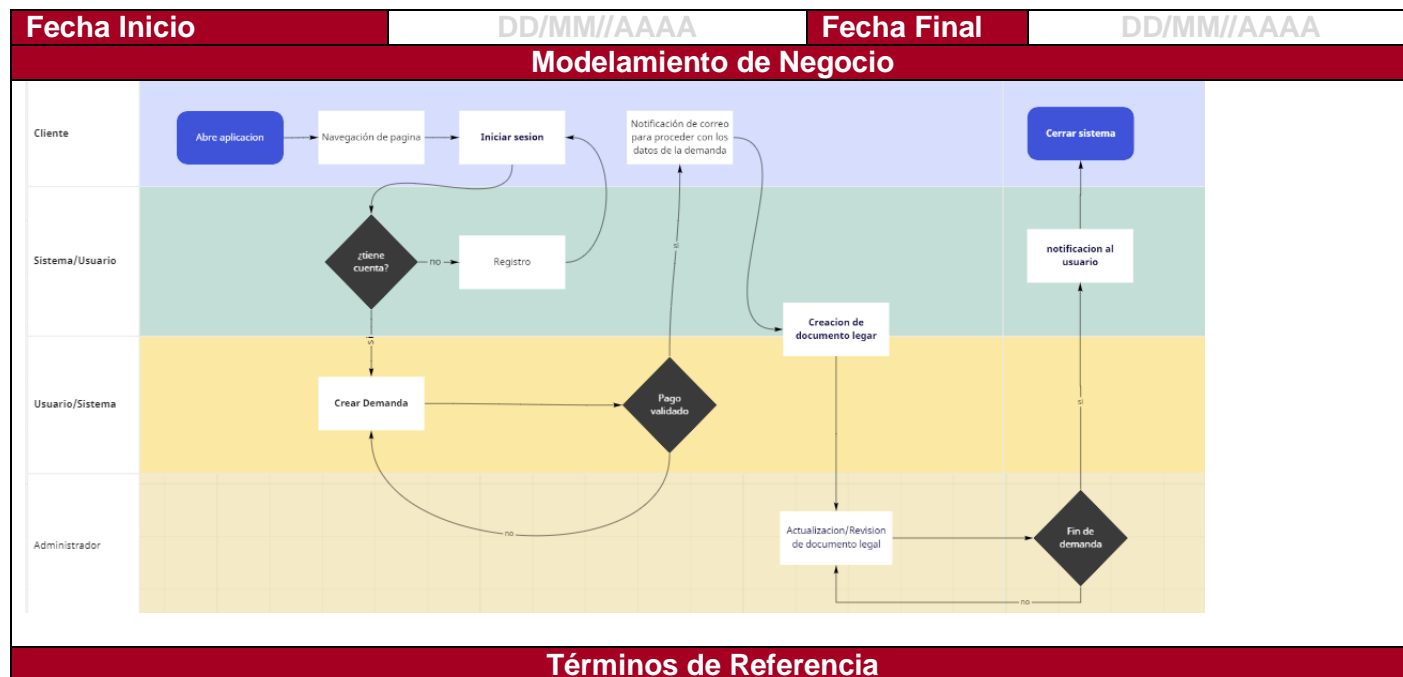 Fecha Inicio DD/MM//AAAA Fecha Final DD/MM//AAAA
Modelamiento de Negocio
Cliente
Abre aplicacion
Navegación de pagina
Iniciar sesion
Notificación de correo
para proceder con los
datos de la demanda
Cerrar sistema
Sistema/Usuario
¿tiene
cuenta?
no
Registro
si
notificacion al
usuario
Creacion de
documento legar
si
Usuario/Sistema
Crear Demanda
Pago
validado
si
no
Administrador
Actualizacion/Revision
de documento legal
Fin de
demanda
no
Términos de Referencia